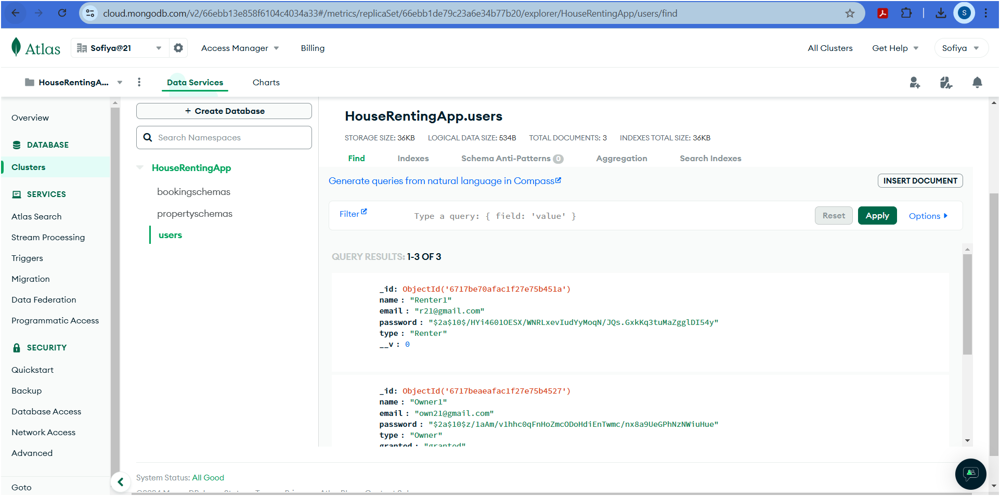 cloud.mongodb.com/v2/66ebb13e858f6104c4034a33#/metrics/replicaSet/66ebb1de79c23a6e34b77b20/explorer/HouseRentingApp/users/find
S
Atlas
Sofiya@21
Access Manager
Billing
All Clusters
Get Help
Sofiya
HouseRentingA...
Data Services
Charts
Overview
DATABASE
Clusters
SERVICES
Atlas Search
Stream Processing
Triggers
Migration
Data Federation
Programmatic Access
SECURITY
Quickstart
Backup
Database Access
Network Access
Advanced
Goto
+ Create Database
Search Namespaces
HouseRentingApp
bookingschemas
propertyschemas
users
HouseRentingApp.users
STORAGE SIZE: 36KB LOGICAL DATA SIZE: 534B TOTAL DOCUMENTS: 3 INDEXES TOTAL SIZE: 36KB
Find Indexes Schema Anti-Patterns 0 Aggregation Search Indexes
Generate queries from natural language in Compass
INSERT DOCUMENT
Filter
Type a query: { field: 'value' }
Reset
Apply
Options
QUERY RESULTS: 1-3 OF 3
_id: ObjectId('6717be70afac1f27e75b451a')
name : "Renter1"
email : "r21@gmail.com"
password : "$2a$10$/HYi4601OESX/WNRLxevIudYyMoqN/JQs.GxkKq3tuMaZgglDI54y"
type : "Renter"
__v : 0
_id: ObjectId('6717beaeafac1f27e75b4527')
name : "Owner1"
email : "own21@gmail.com"
password : "$2a$10$z/1aAm/v1hhc0qFnHoZmcODoHdiEnTwmc/nx8a9UeGPhNzNWiuHue"
type : "Owner"
granted : "granted"
System Status: All Good